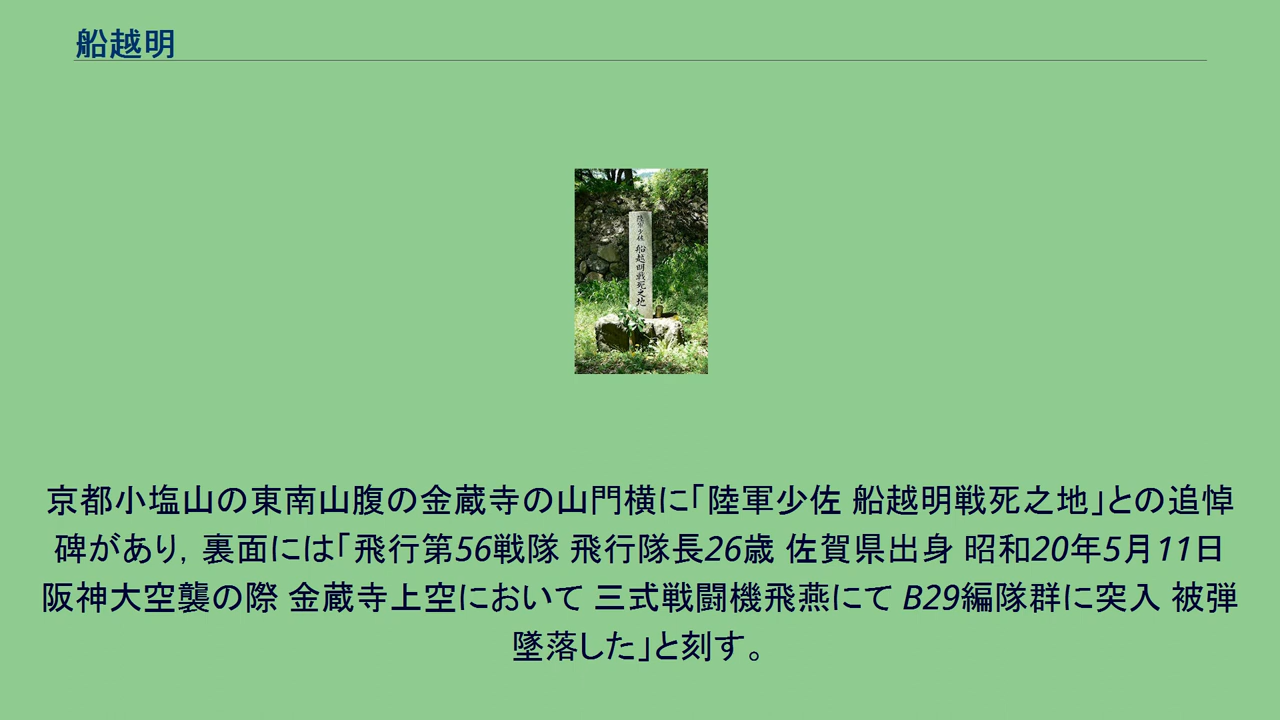 船越明
陸軍少佐 船越明戦死之地
京都小塩山の東南山腹の金蔵寺の山門横に「陸軍少佐 船越明戦死之地」との追悼
碑があり，裏面には「飛行第56戦隊 飛行隊長26歳 佐賀県出身 昭和20年5月11日
阪神大空襲の際 金蔵寺上空において 三式戦闘機飛燕にて B29編隊群に突入 被弾
墜落した」と刻す。